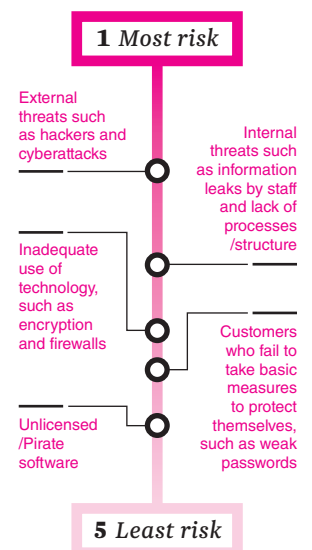 1 Most risk
External
threats such
as hackers and
cyberattacks
Internal
threats such
as information
leaks by staff
and lack of
processes
/structure
Inadequate
use of
technology,
such as
encryption
and firewalls
Customers
who fail to
take basic
measures
to protect
themselves,
such as weak
passwords
Unlicensed
/Pirate
software
5 Least risk